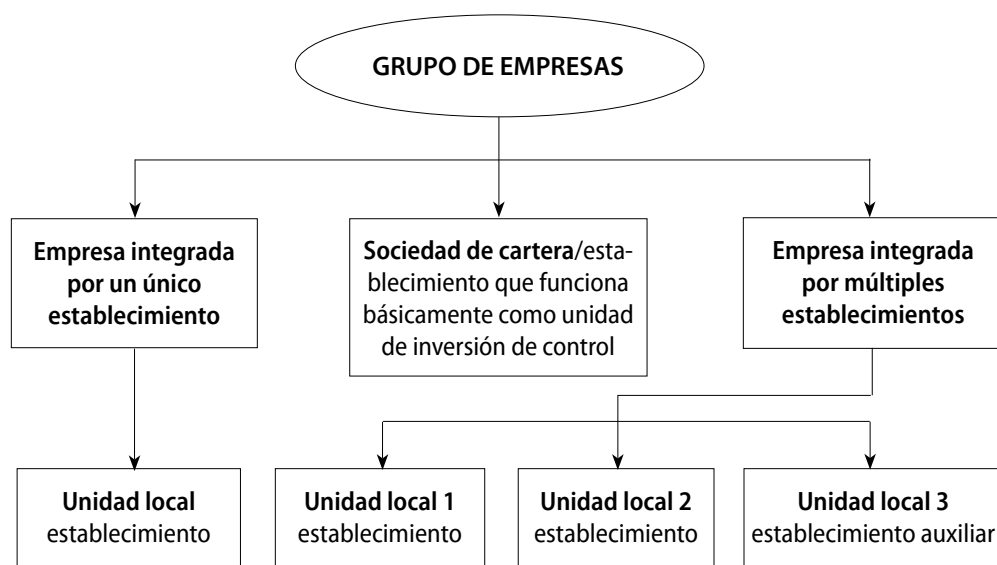 GRUPO DE EMPRESAS
Empresa integrada
por un único
establecimiento
Sociedad de cartera/esta-
blecimiento que funciona
básicamente como unidad
de inversión de control
Empresa integrada
por múltiples
establecimientos
Unidad local
establecimiento
Unidad local 1
establecimiento
Unidad local 2
establecimiento
Unidad local 3
establecimiento auxiliar